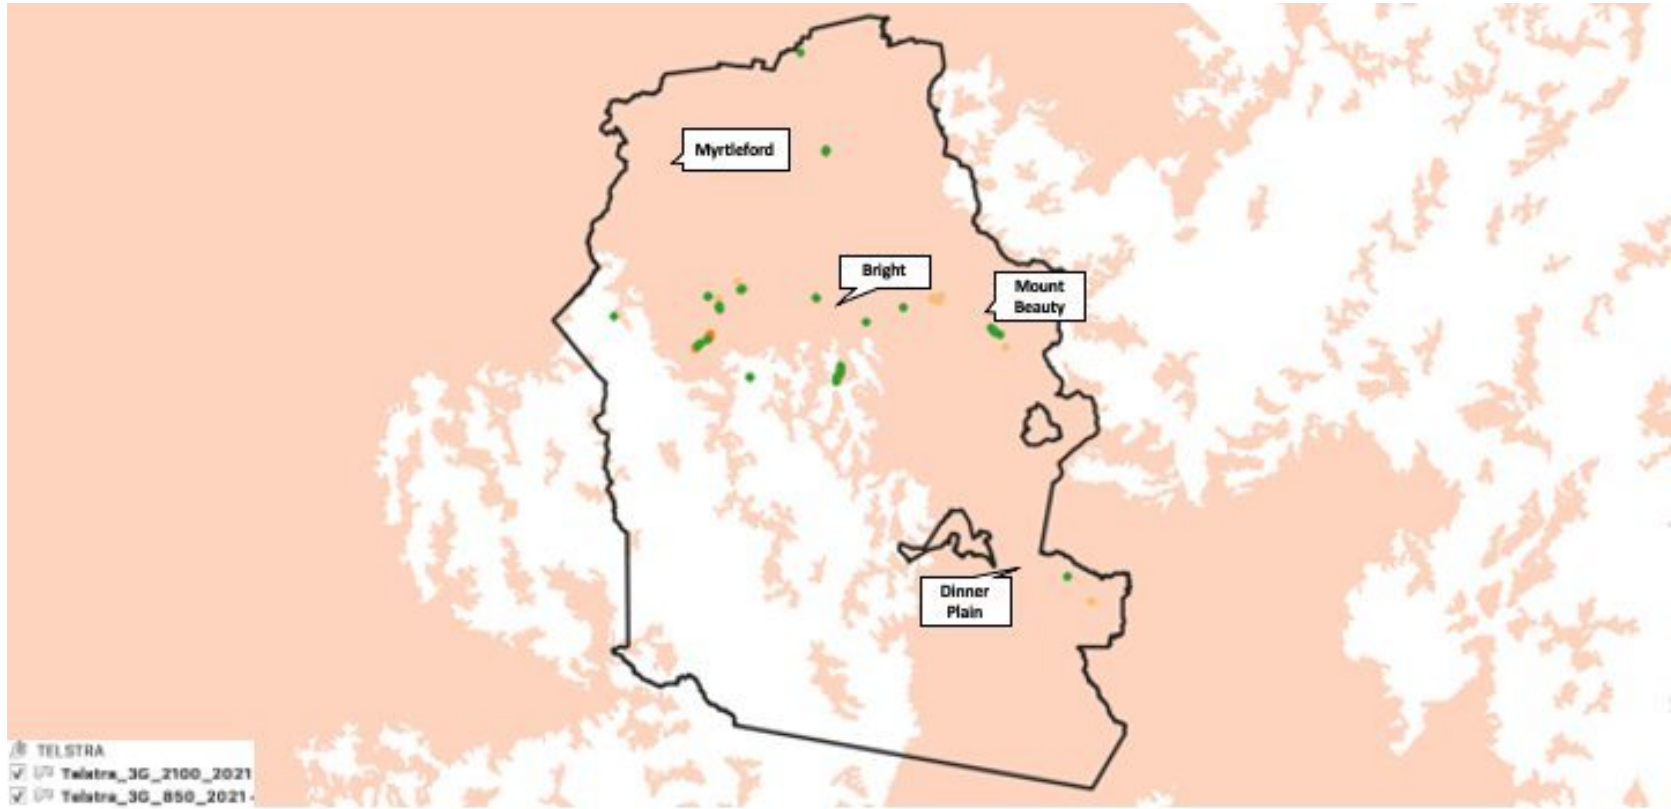 Myrtleford
Bright
Mount
Beauty
Dinner
Plain
TELSTRA
Telstra_3G_2100_2021
Telstra_3G_850_2021